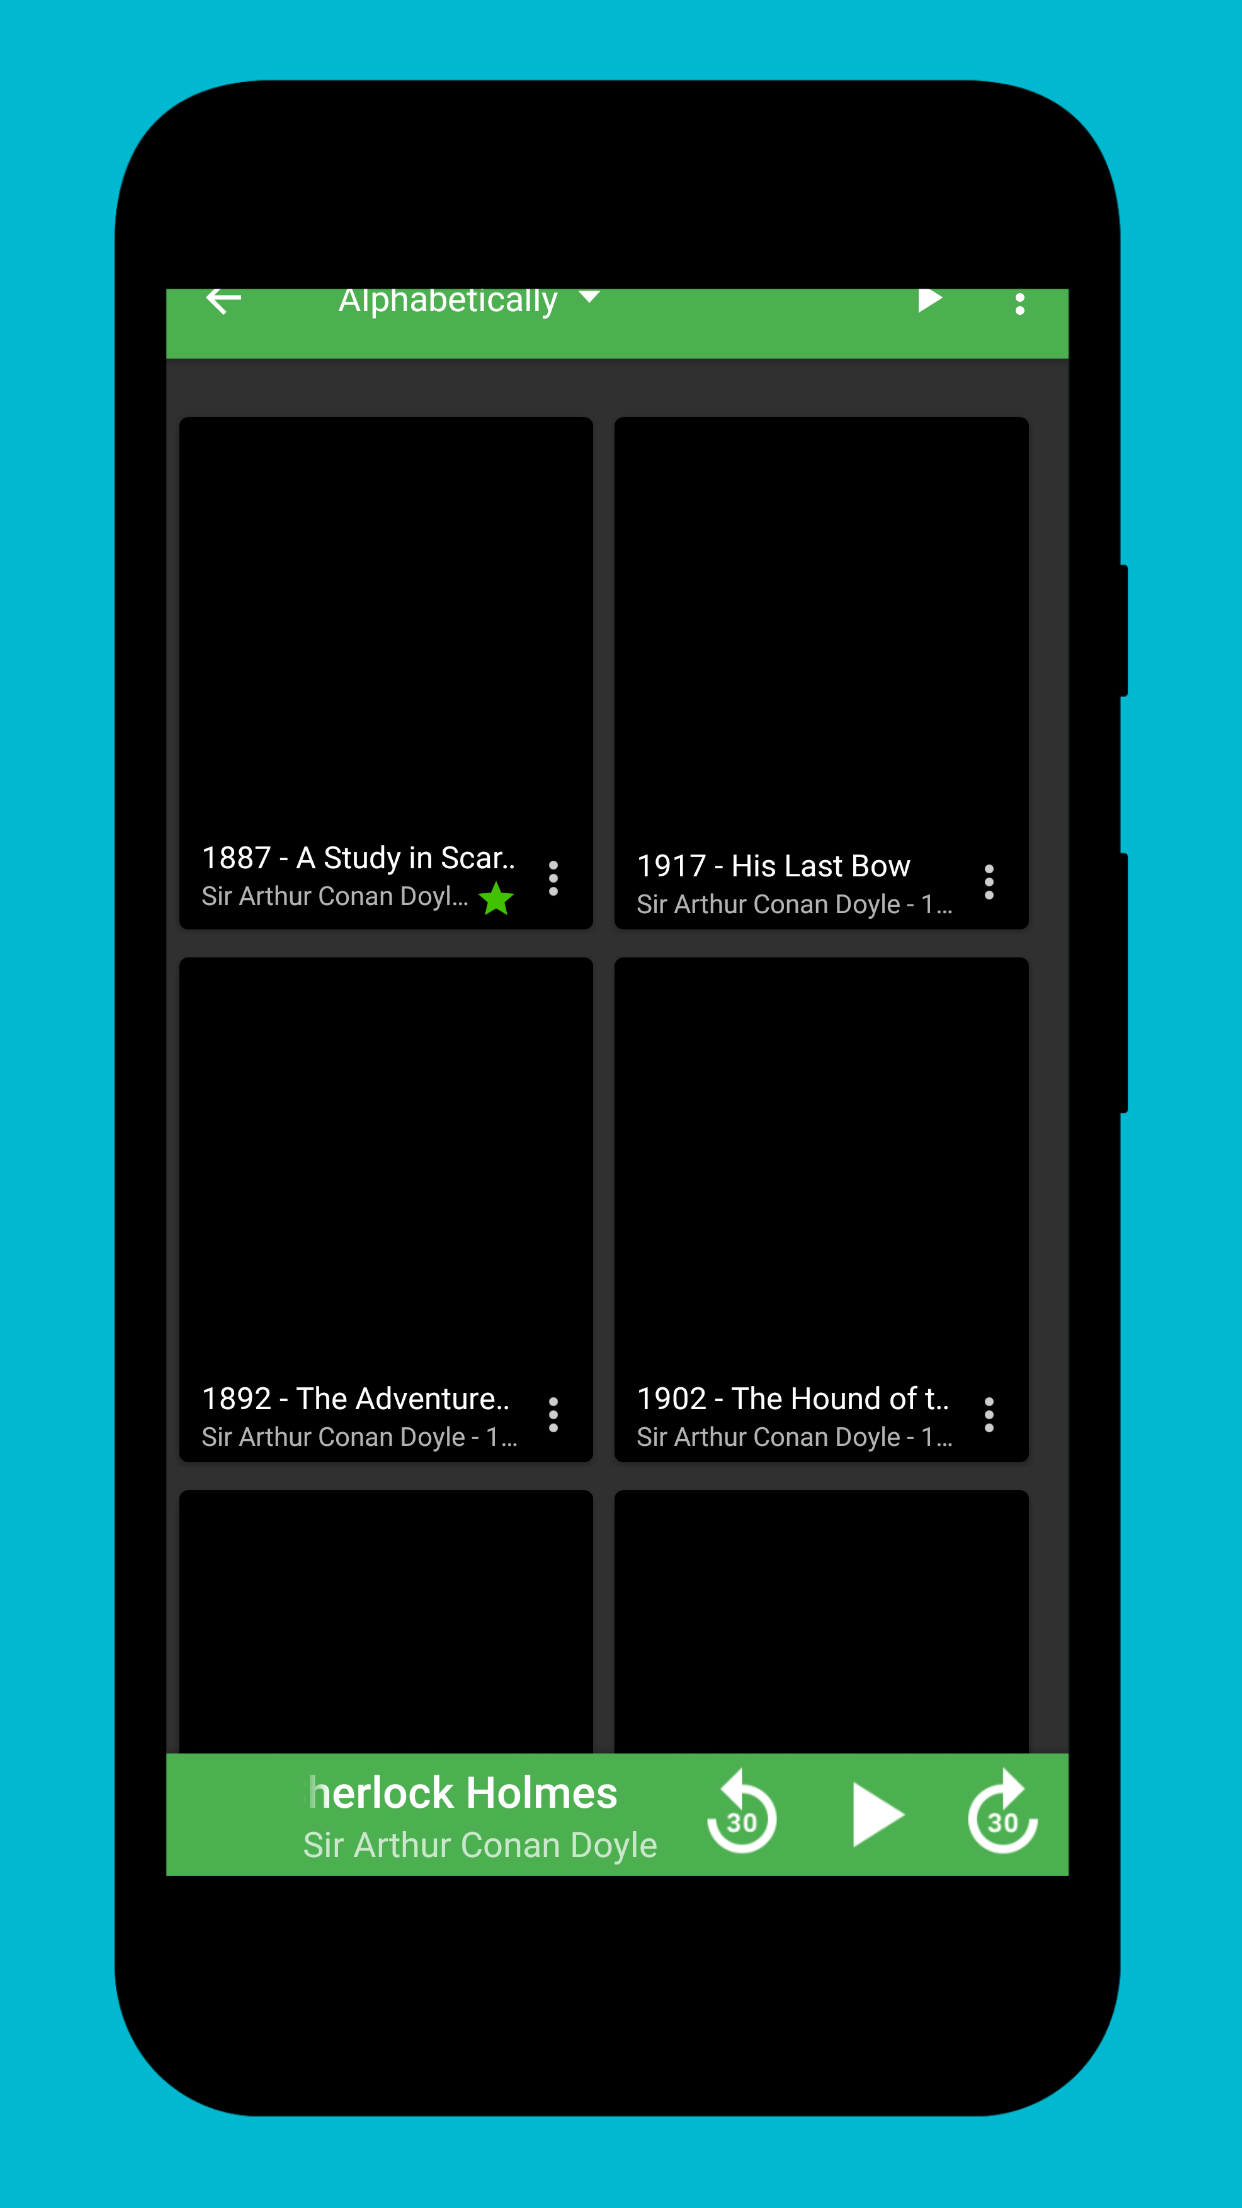 Alphabetically
1887 - A Study in Scar..
Sir Arthur Conan Doyl...
1917 - His Last Bow
Sir Arthur Conan Doyle - 1...
1892 - The Adventure..
Sir Arthur Conan Doyle - 1...
1902 - The Hound of t..
Sir Arthur Conan Doyle - 1...
herlock Holmes
Sir Arthur Conan Doyle
30
30